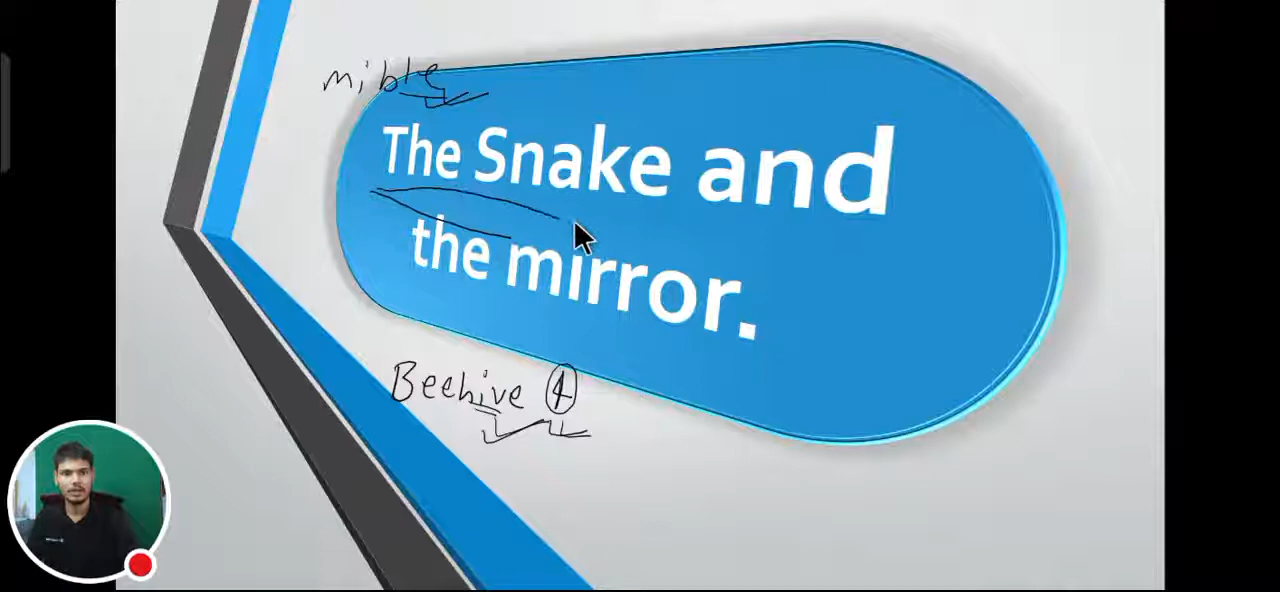 mible
The Snake and
the mirror.
Beehive 4